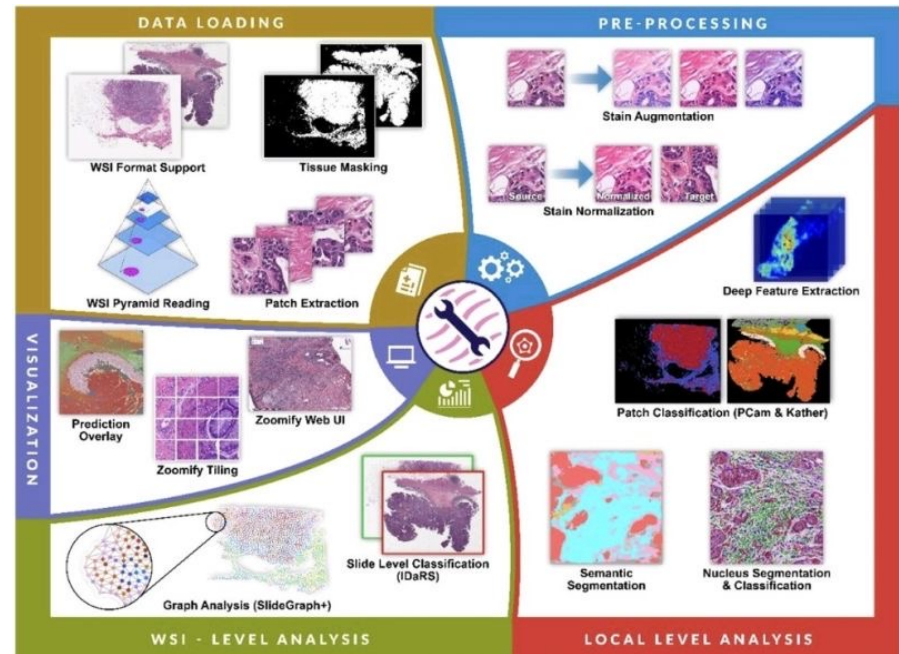 DATA LOADING
WSI Format Support
Tissue Masking
WSI Pyramid Reading
Patch Extraction
PRE-PROCESSING
Stain Augmentation
Source
Normalized
Target
Stain Normalization
VISUALIZATION
Prediction
Overlay
Zoomify Tiling
Zoomify Web UI
Deep Feature Extraction
Patch Classification (PCam & Kather)
Semantic
Segmentation
Nucleus Segmentation
& Classification
LOCAL LEVEL ANALYSIS
Slide Level Classification
(IDaRS)
Graph Analysis (SlideGraph+)
WSI - LEVEL ANALYSIS